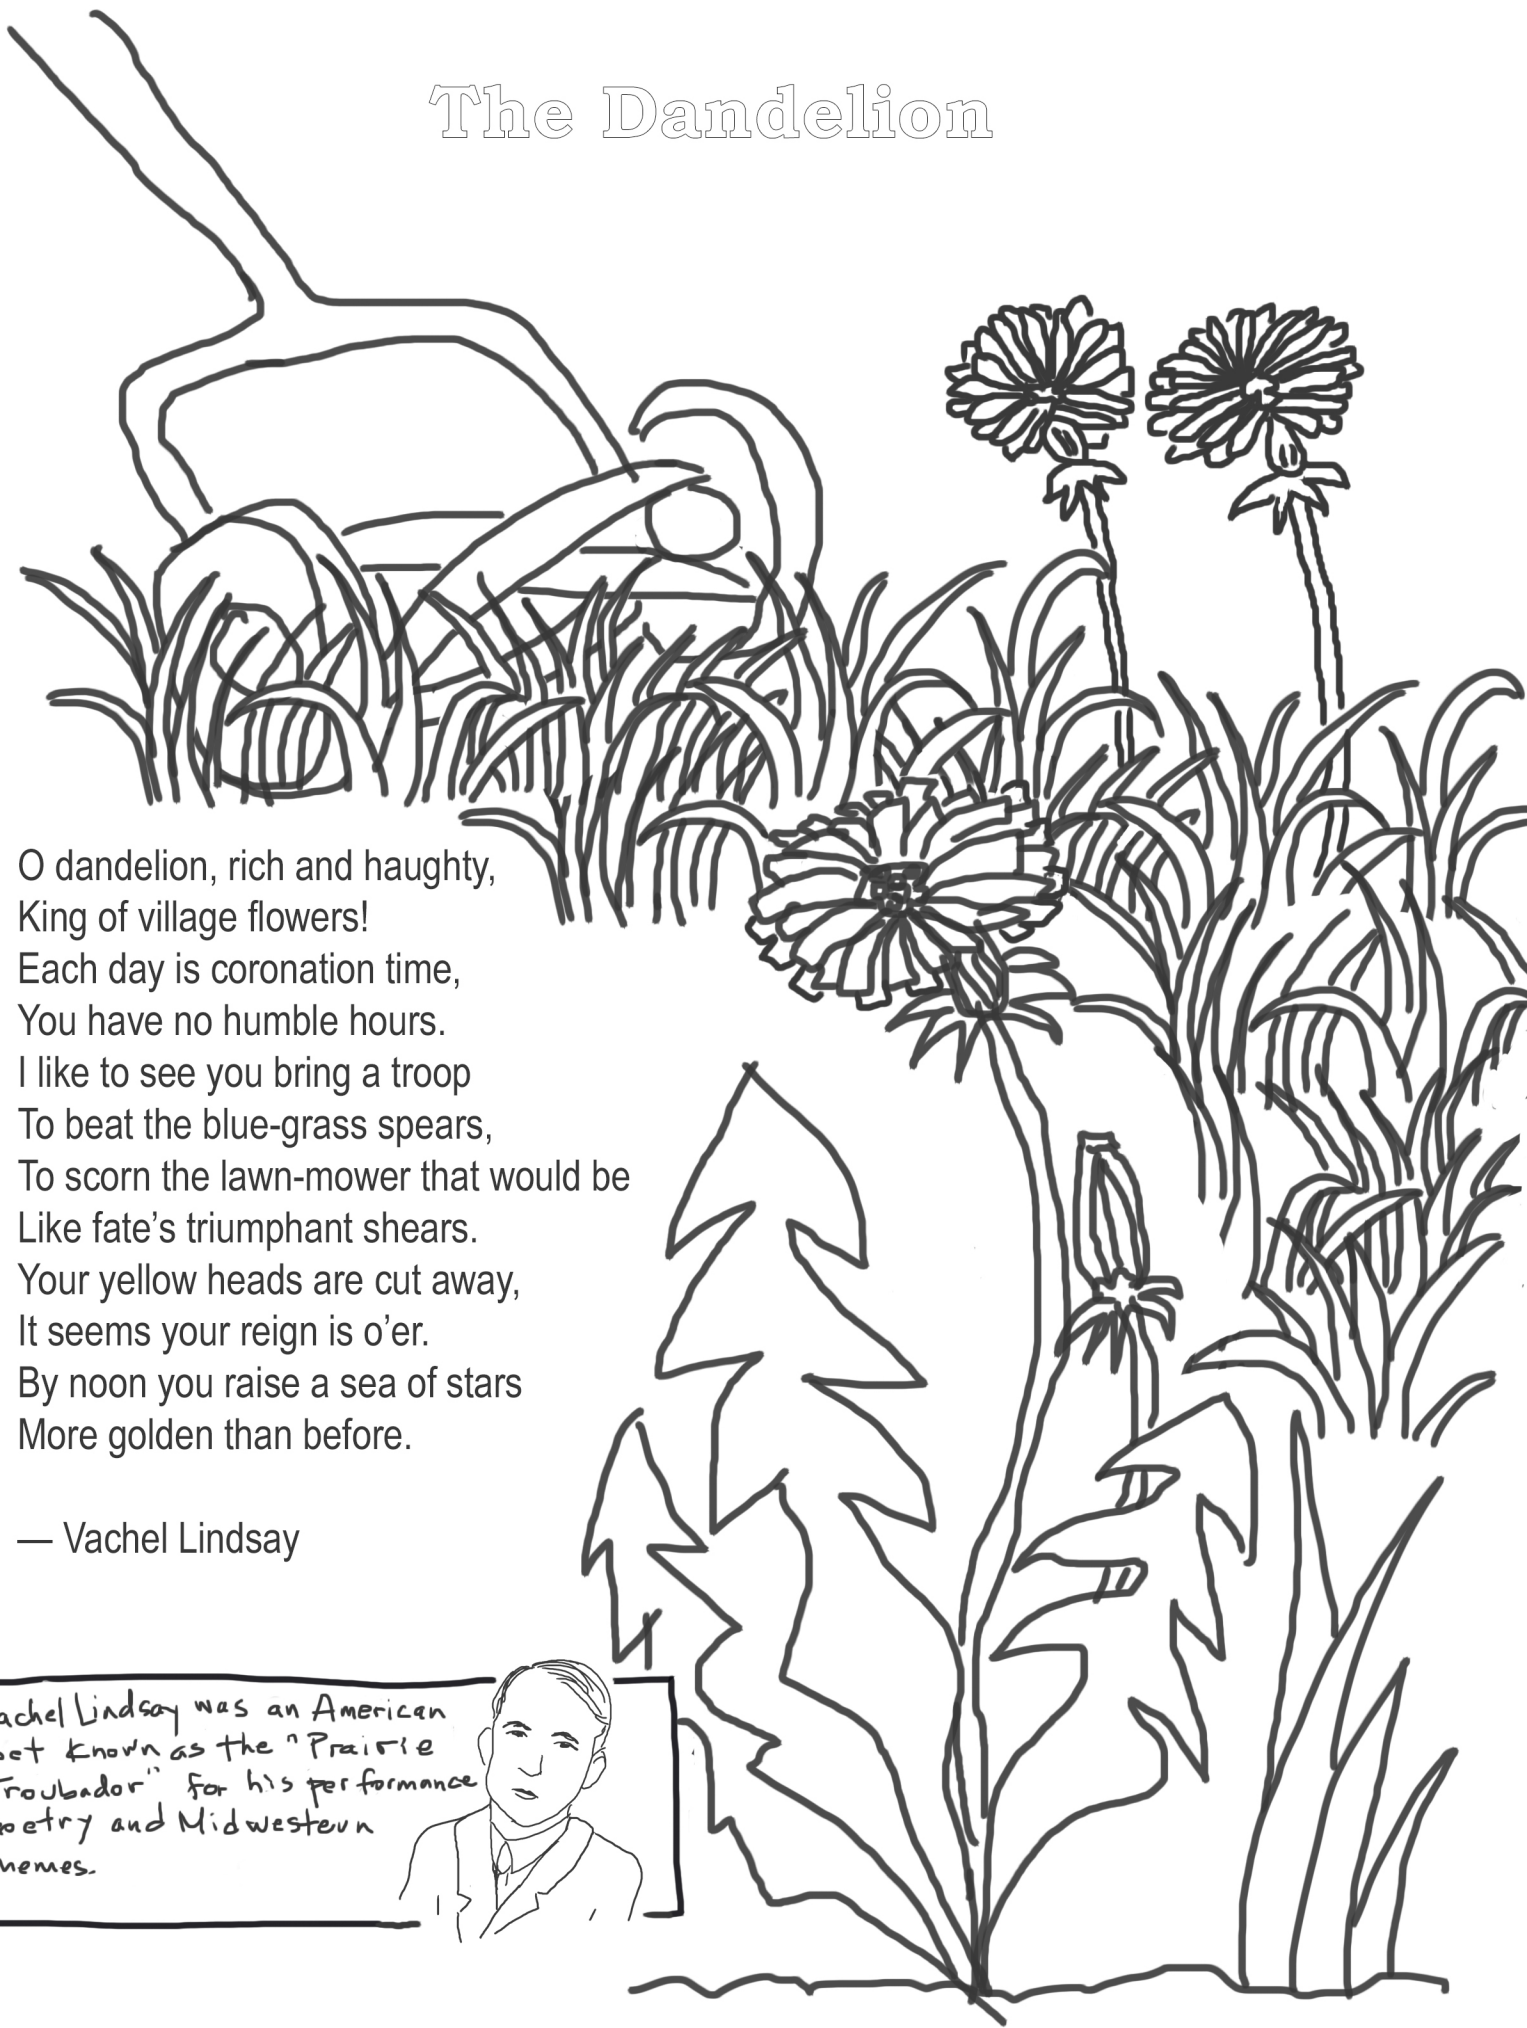 The Dandelion
O dandelion, rich and haughty,
King of village flowers!
Each day is coronation time,
You have no humble hours.
I like to see you bring a troop
To beat the blue-grass spears,
To scorn the lawn-mower that would be
Like fate’s triumphant shears.
Your yellow heads are cut away,
It seems your reign is o’er.
By noon you raise a sea of stars
More golden than before.
— Vachel Lindsay
achel Lindsay was an American
oet known as the "Prairie
Troubador" for his performance
poetry and Midwestern
hemes.